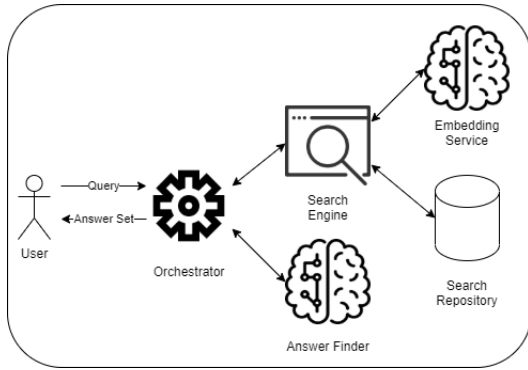 Embedding
Service
Query
Answer Set
User
Orchestrator
Search
Engine
Answer Finder
Search
Repository